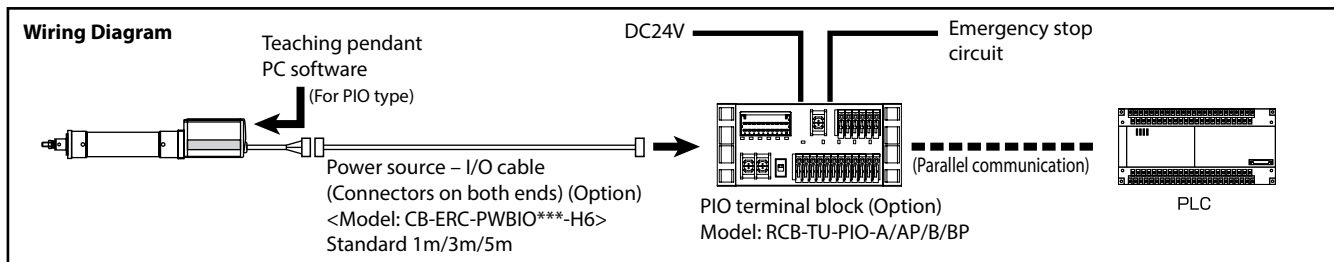 Wiring Diagram
Teaching pendant
PC software
(For PIO type)
DC24V
Emergency stop
circuit
Power source – I/O cable
(Connectors on both ends) (Option)
<Model: CB-ERC-PWBIO***-H6>
Standard 1m/3m/5m
PIO terminal block (Option)
Model: RCB-TU-PIO-A/AP/B/BP
(Parallel communication)
PLC